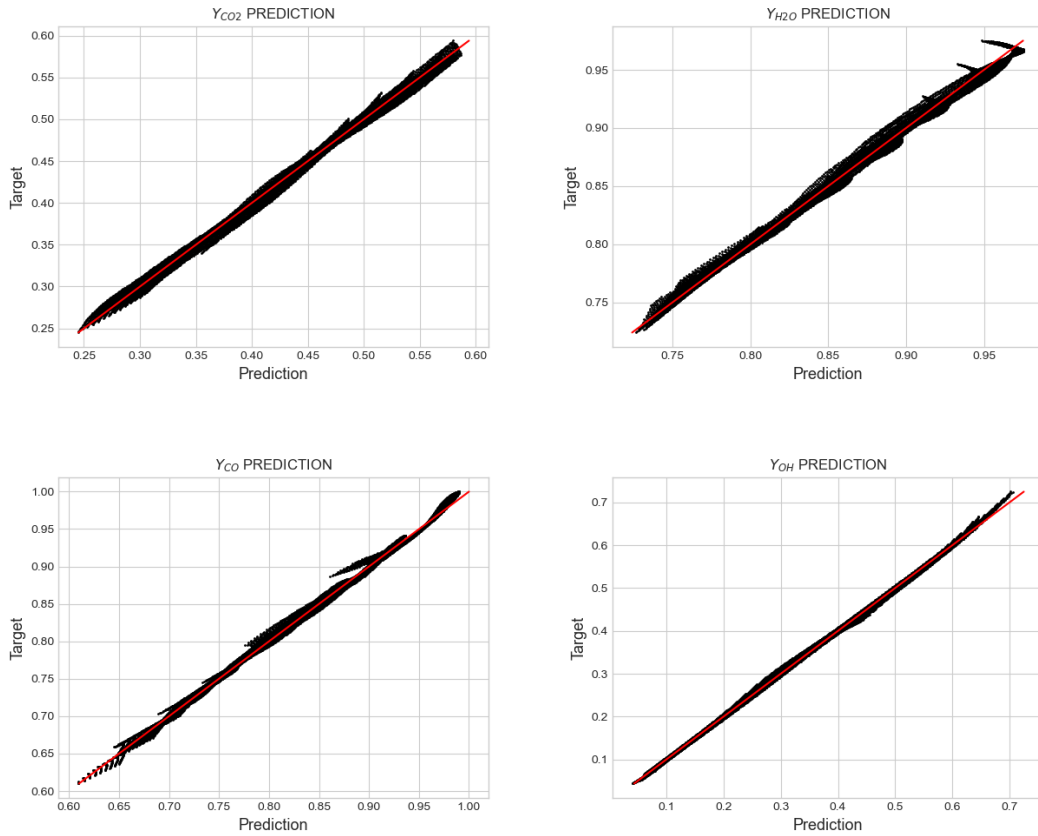 Y_CO2 PREDICTION
0.60
0.55
0.50
0.45
0.40
0.35
0.30
0.25
Target
0.25 0.30 0.35 0.40 0.45 0.50 0.55 0.60
Prediction
Y_H2O PREDICTION
0.95
0.90
0.85
0.80
0.75
Target
0.75 0.80 0.85 0.90 0.95
Prediction
Y_CO PREDICTION
1.00
0.95
0.90
0.85
0.80
0.75
0.70
0.65
0.60
Target
0.60 0.65 0.70 0.75 0.80 0.85 0.90 0.95 1.00
Prediction
Y_OH PREDICTION
0.7
0.6
0.5
0.4
0.3
0.2
0.1
Target
0.1 0.2 0.3 0.4 0.5 0.6 0.7
Prediction